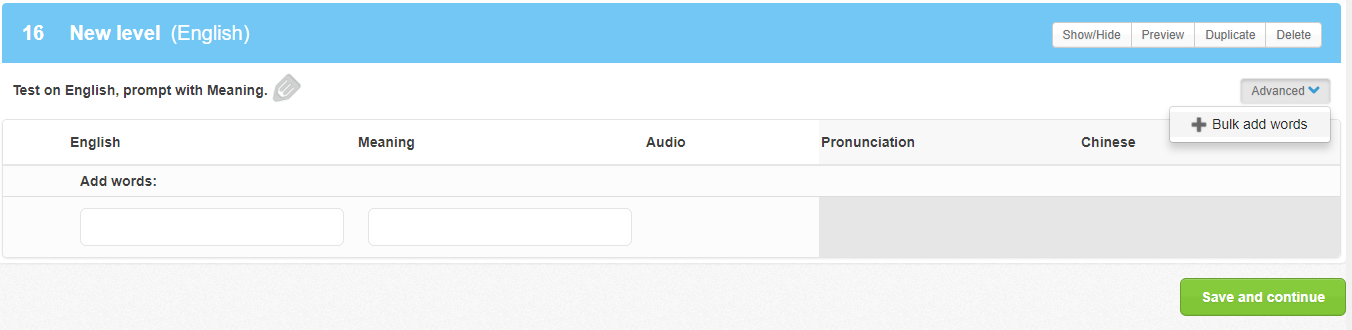 16 New level (English)
Show/Hide Preview Duplicate Delete
Test on English, prompt with Meaning.
Advanced
Bulk add words
English Meaning Audio Pronunciation Chinese
Add words:
Save and continue